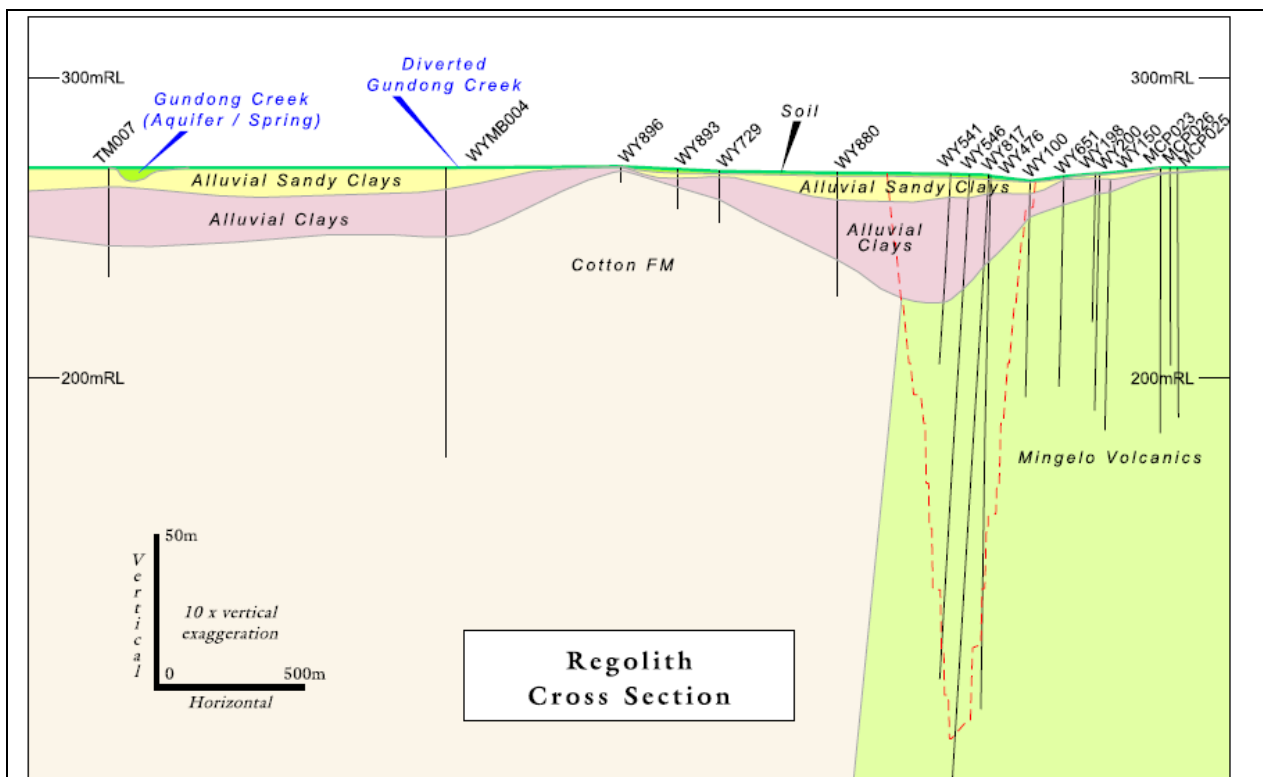 300mRL
300mRL
Diverted
Gundong Creek
Gundong Creek
(Aquifer / Spring)
Soil
TM007
WYMB004
WY896
WY893
WY729
WY880
WY541
WY546
WY817
WY476
WY100
WY651
WY198
WY200
WY150
MCP023
MCP026
MCP025
Alluvial Sandy Clays
Alluvial Sandy Clays
Alluvial Clays
Alluvial
Clays
Cotton FM
200mRL
200mRL
Mingelo Volcanics
50m
Vertical
10 x vertical
exaggeration
0
500m
Horizontal
Regolith
Cross Section